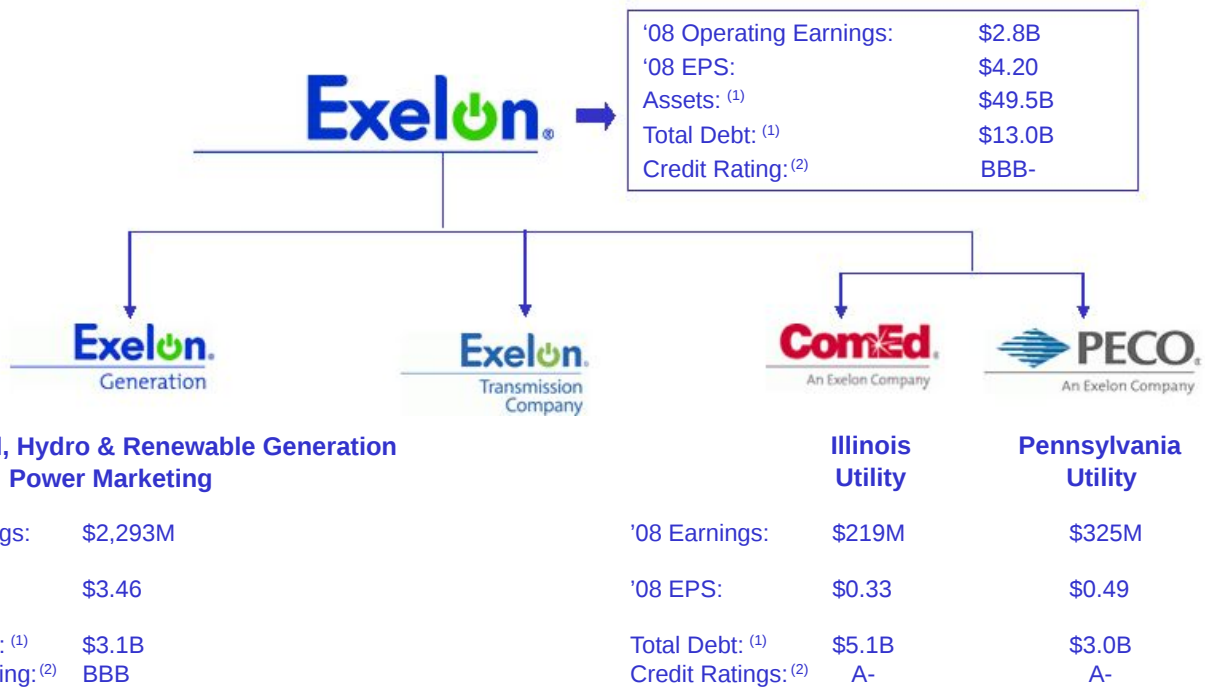 '08 Operating Earnings: $2.8B
'08 EPS: $4.20
Assets: (1) $49.5B
Total Debt: (1) $13.0B
Credit Rating: (2) BBB-
Exelon®
Exelon.
Generation
Exelon.
Transmission
Company
ComEd.
An Exelon Company
PECO.
An Exelon Company
, Hydro & Renewable Generation
Power Marketing
Illinois
Utility
Pennsylvania
Utility
gs: $2,293M
'08 Earnings: $219M $325M
$3.46
'08 EPS: $0.33 $0.49
: (1) $3.1B
Total Debt: (1) $5.1B $3.0B
ing: (2) BBB
Credit Ratings: (2) A- A-